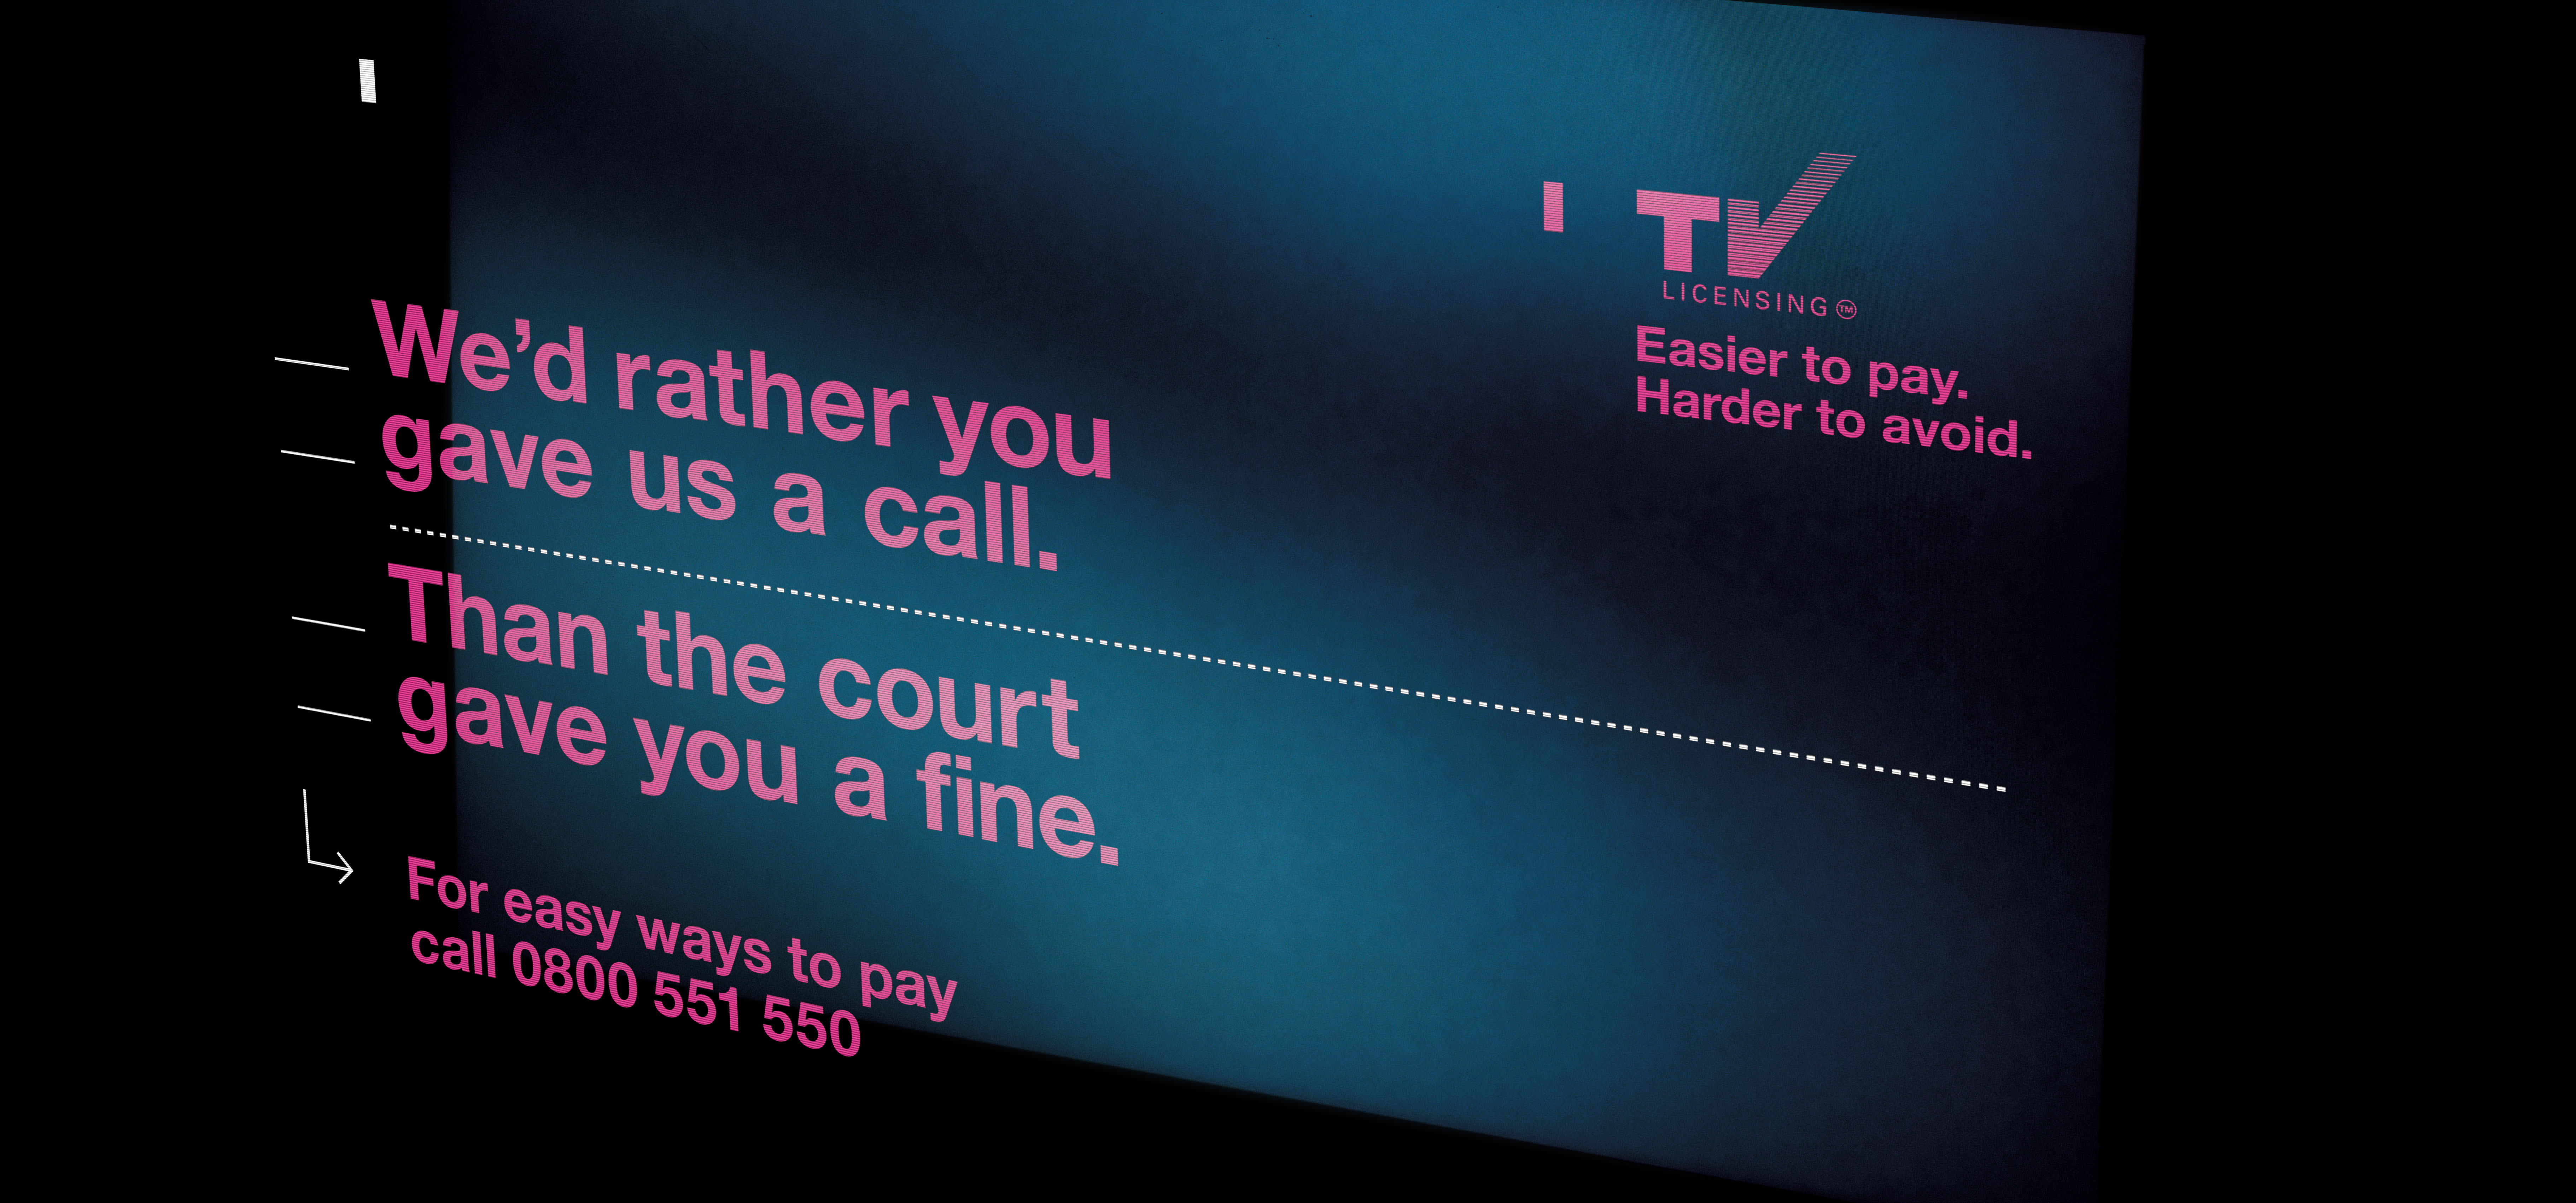 We’d rather you
gave us a call.
Than the court
gave you a fine.
For easy ways to pay
call 0800 551 550
TV
LICENSING™
Easier to pay.
Harder to avoid.